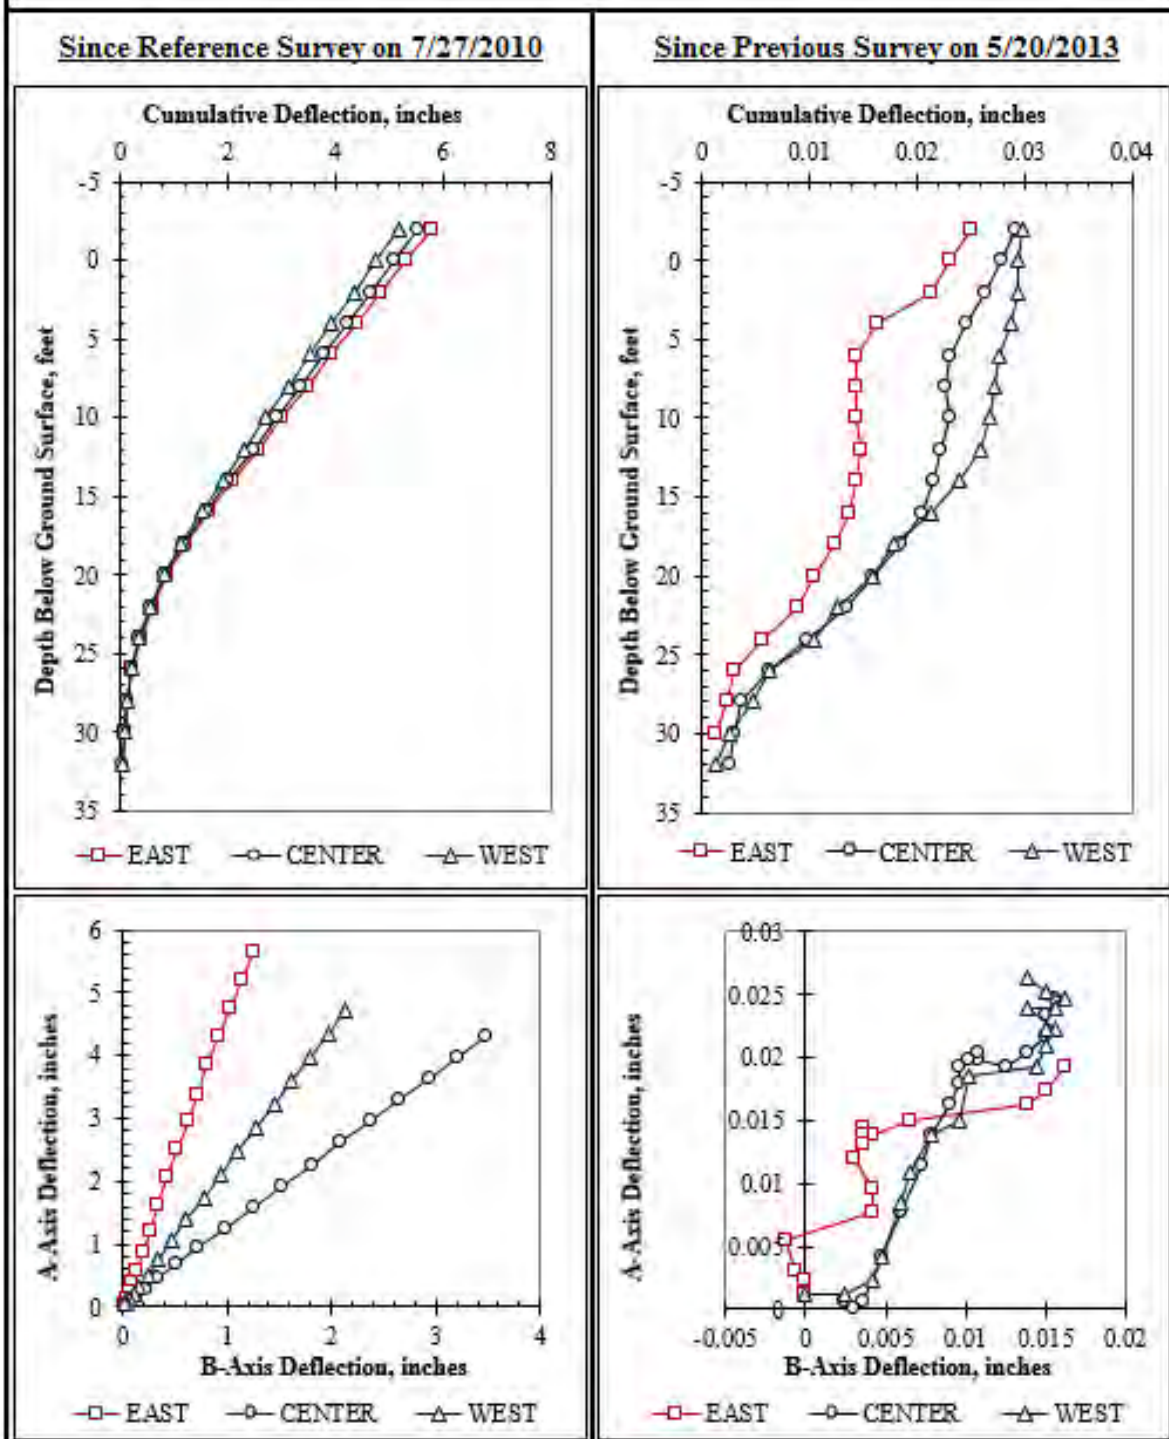 Since Reference Survey on 7/27/2010
Cumulative Deflection, inches
0 2 4 6 8
-5
0
5
10
15
20
25
30
35
Depth Below Ground Surface, feet
EAST CENTER WEST
Since Previous Survey on 5/20/2013
Cumulative Deflection, inches
0 0.01 0.02 0.03 0.04
-5
0
5
10
15
20
25
30
35
Depth Below Ground Surface, feet
EAST CENTER WEST
6
5
4
3
2
1
0
A-Axis Deflection, inches
0 1 2 3 4
B-Axis Deflection, inches
EAST CENTER WEST
0.03
0.025
0.02
0.015
0.01
0.005
0
A-Axis Deflection, inches
-0.005 0 0.005 0.01 0.015 0.02
B-Axis Deflection, inches
EAST CENTER WEST